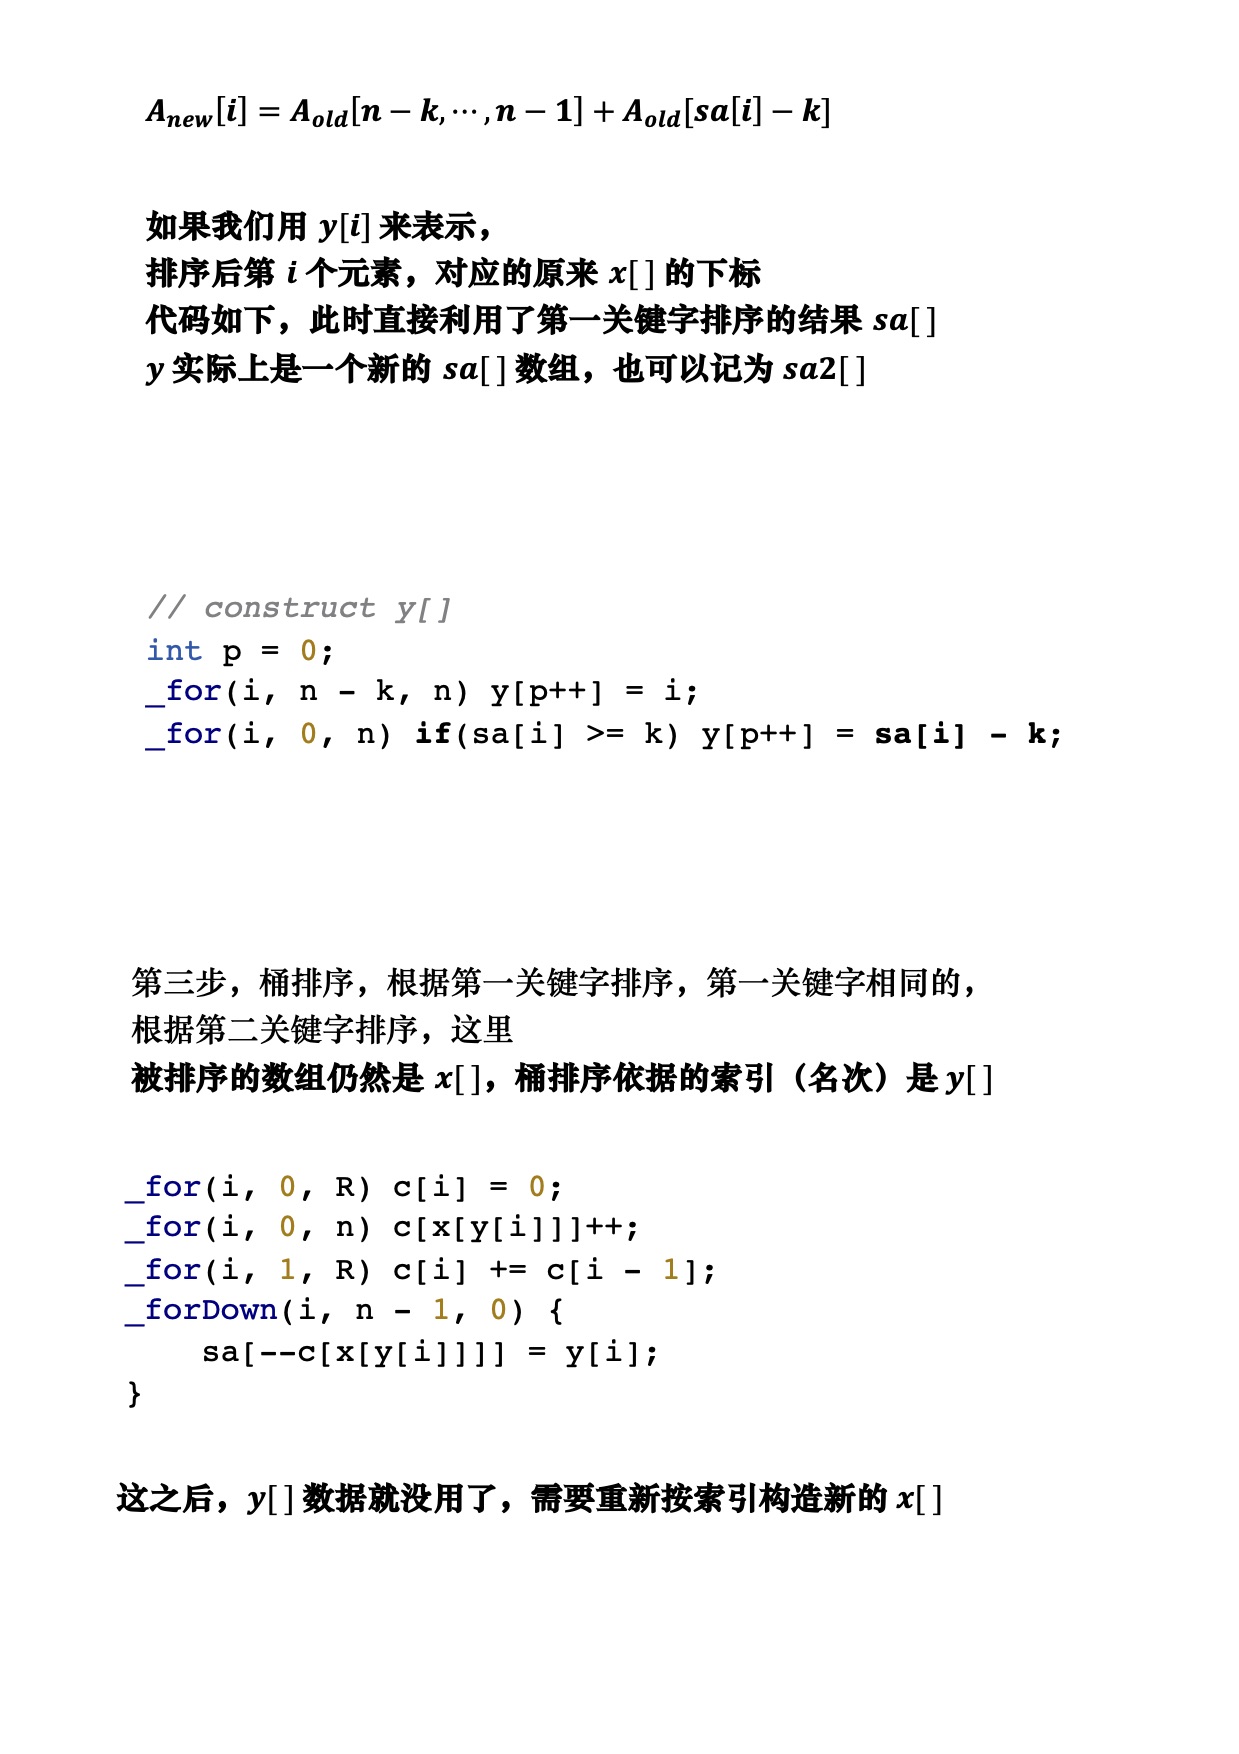 A_new[i] = A_old[n − k, ⋯, n − 1] + A_old[sa[i] − k]
如果我们用 y[i] 来表示，
排序后第 i 个元素，对应的原来 x[ ] 的下标
代码如下，此时直接利用了第一关键字排序的结果 sa[ ]
y 实际上是一个新的 sa[ ] 数组，也可以记为 sa2[ ]
// construct y[]
int p = 0;
_for(i, n - k, n) y[p++] = i;
_for(i, 0, n) if(sa[i] >= k) y[p++] = sa[i] - k;
第三步，桶排序，根据第一关键字排序，第一关键字相同的，
根据第二关键字排序，这里
被排序的数组仍然是 x[ ]，桶排序依据的索引（名次）是 y[ ]
_for(i, 0, R) c[i] = 0;
_for(i, 0, n) c[x[y[i]]]++;
_for(i, 1, R) c[i] += c[i - 1];
_forDown(i, n - 1, 0) {
    sa[--c[x[y[i]]]] = y[i];
}
这之后，y[ ] 数据就没用了，需要重新按索引构造新的 x[ ]